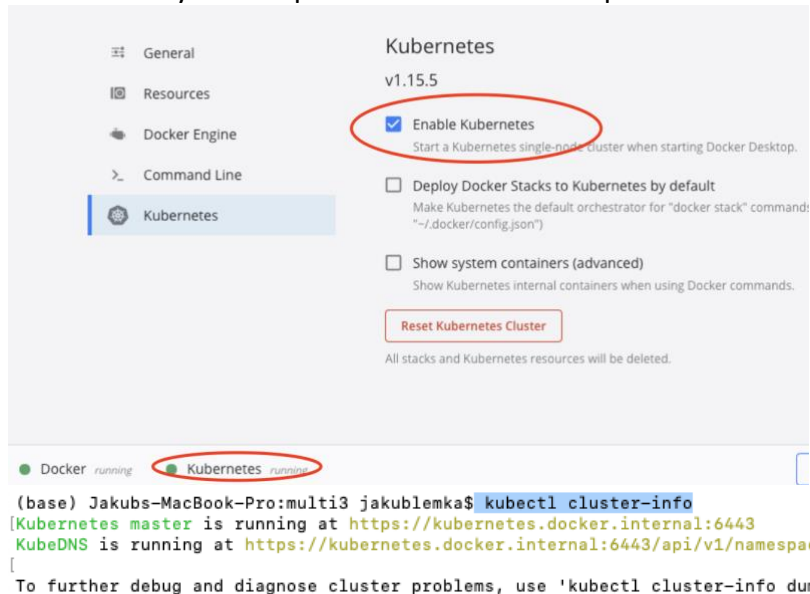 General
Resources
Docker Engine
Command Line
Kubernetes
Kubernetes
v1.15.5
Enable Kubernetes
Start a Kubernetes single-node cluster when starting Docker Desktop.
Deploy Docker Stacks to Kubernetes by default
Make Kubernetes the default orchestrator for "docker stack" commands
"~/.docker/config.json")
Show system containers (advanced)
Show Kubernetes internal containers when using Docker commands.
Reset Kubernetes Cluster
All stacks and Kubernetes resources will be deleted.
Docker running
Kubernetes running
(base) Jakubs-MacBook-Pro:multi3 jakublemka$ kubectl cluster-info
[Kubernetes master is running at https://kubernetes.docker.internal:6443
KubeDNS is running at https://kubernetes.docker.internal:6443/api/v1/namespa
[
To further debug and diagnose cluster problems, use 'kubectl cluster-info dum